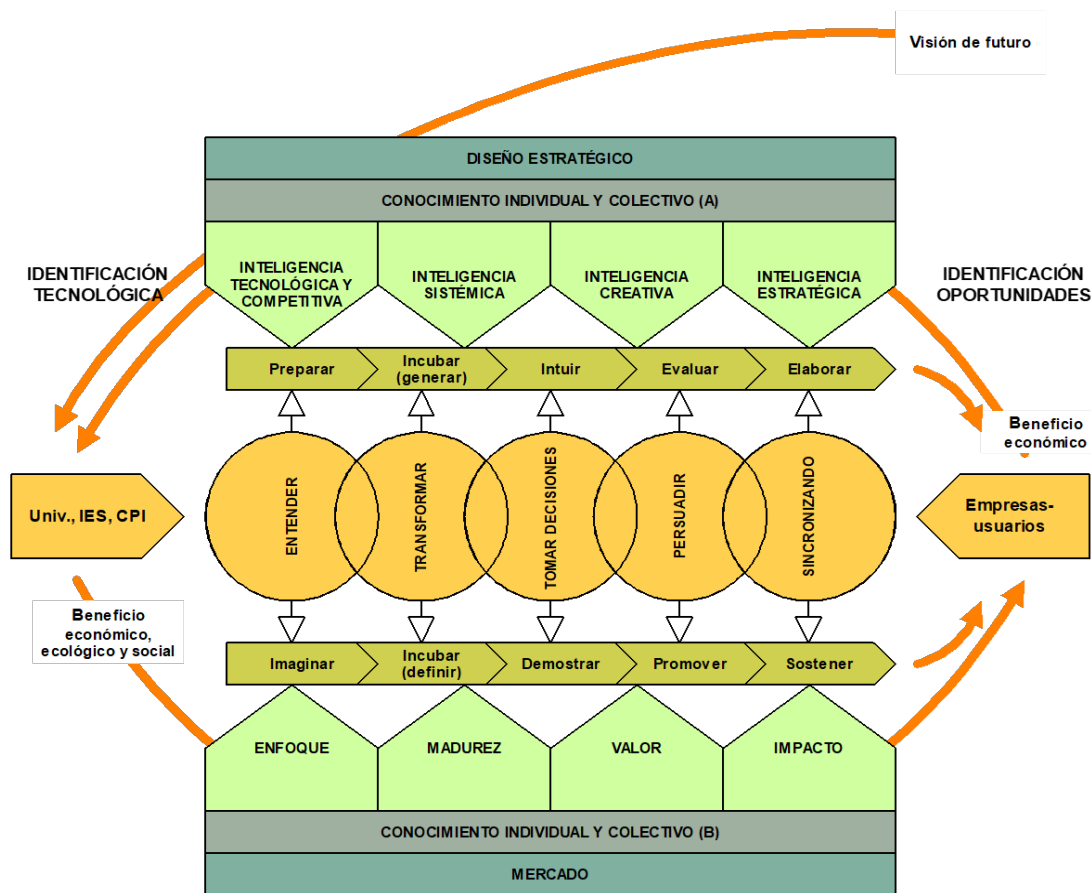 Visión de futuro
DISEÑO ESTRATÉGICO
CONOCIMIENTO INDIVIDUAL Y COLECTIVO (A)
IDENTIFICACIÓN
TECNOLÓGICA
INTELIGENCIA
TECNOLÓGICA Y
COMPETITIVA
INTELIGENCIA
SISTÉMICA
INTELIGENCIA
CREATIVA
INTELIGENCIA
ESTRATÉGICA
IDENTIFICACIÓN
OPORTUNIDADES
Preparar
Incubar
(generar)
Intuir
Evaluar
Elaborar
Beneficio
económico
Univ., IES, CPI
ENTENDER
TRANSFORMAR
TOMAR DECISIONES
PERSUADIR
SINCRONIZANDO
Empresas-
usuarios
Beneficio
económico,
ecológico y social
Imaginar
Incubar
(definir)
Demostrar
Promover
Sostener
ENFOQUE
MADUREZ
VALOR
IMPACTO
CONOCIMIENTO INDIVIDUAL Y COLECTIVO (B)
MERCADO